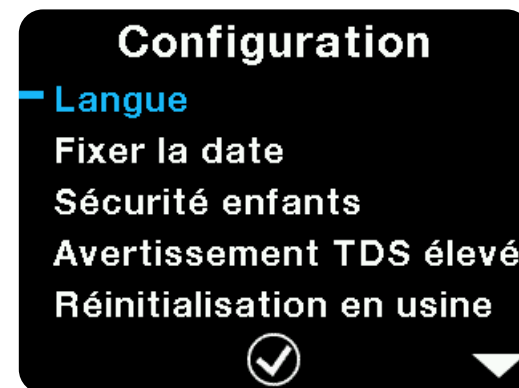 Configuration
Langue
Fixer la date
Sécurité enfants
Avertissement TDS élevé
Réinitialisation en usine